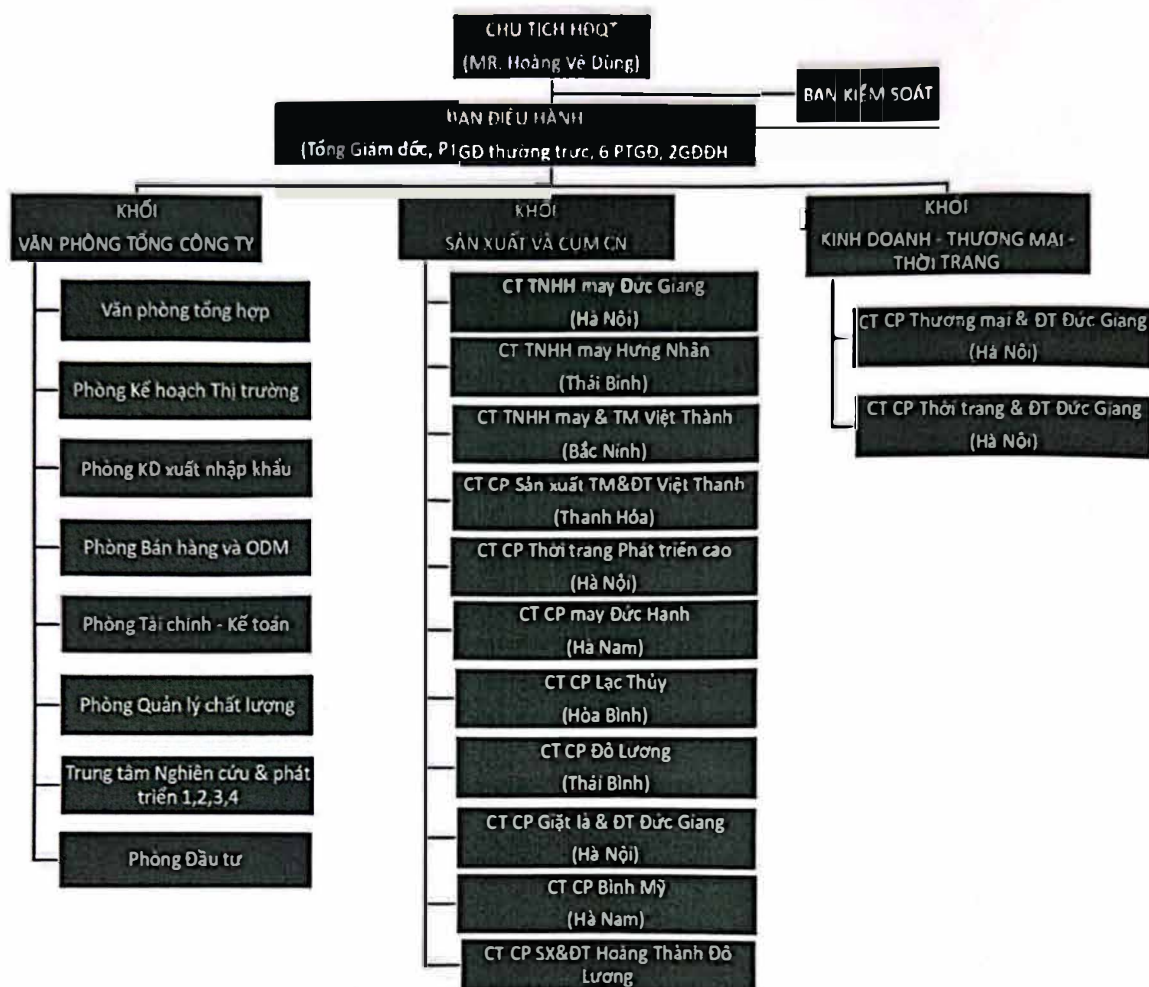 CHỦ TỊCH HĐQT
(MR. Hoàng Vệ Dũng)
BAN KIỂM SOÁT
BAN ĐIỀU HÀNH
(Tổng Giám đốc, PTGĐ thường trực, 6 PTGĐ, 2GĐĐH
KHỐI
VĂN PHÒNG TỔNG CÔNG TY
Văn phòng tổng hợp
Phòng Kế hoạch Thị trường
Phòng KD xuất nhập khẩu
Phòng Bán hàng và ODM
Phòng Tài chính - Kế toán
Phòng Quản lý chất lượng
Trung tâm Nghiên cứu & phát
triển 1,2,3,4
Phòng Đầu tư
KHỐI
SẢN XUẤT VÀ CỤM CN
CT TNHH may Đức Giang
(Hà Nội)
CT TNHH may Hưng Nhân
(Thái Bình)
CT TNHH may & TM Việt Thành
(Bắc Ninh)
CT CP Sản xuất TM&ĐT Việt Thanh
(Thanh Hóa)
CT CP Thời trang Phát triển cao
(Hà Nội)
CT CP may Đức Hạnh
(Hà Nam)
CT CP Lạc Thủy
(Hòa Bình)
CT CP Đô Lương
(Thái Bình)
CT CP Giặt là & ĐT Đức Giang
(Hà Nội)
CT CP Bình Mỹ
(Hà Nam)
CT CP SX&ĐT Hoàng Thành Đô
Lương
KHỐI
KINH DOANH - THƯƠNG MẠI -
THỜI TRANG
CT CP Thương mại & ĐT Đức Giang
(Hà Nội)
CT CP Thời trang & ĐT Đức Giang
(Hà Nội)